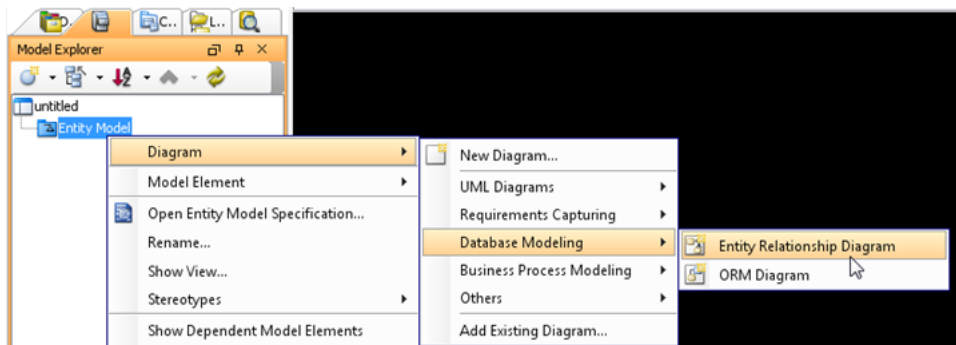 C..
L..
Model Explorer
untitled
Entity Model
Diagram
Model Element
Open Entity Model Specification...
Rename...
Show View...
Stereotypes
Show Dependent Model Elements
New Diagram...
UML Diagrams
Requirements Capturing
Database Modeling
Business Process Modeling
Others
Add Existing Diagram...
Entity Relationship Diagram
ORM Diagram